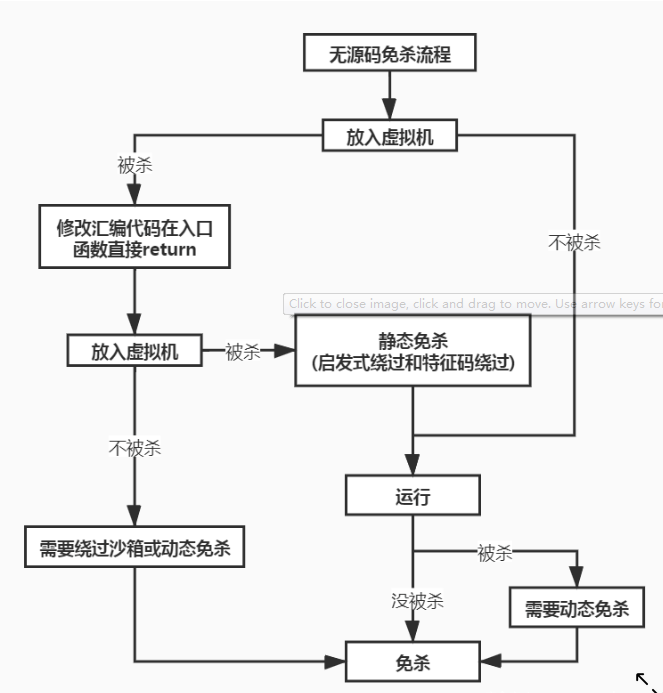 无源码免杀流程
放入虚拟机
被杀
修改汇编代码在入口
函数直接return
不被杀
Click to close image, click and drag to move. Use arrow keys for
放入虚拟机
被杀
静态免杀
(启发式绕过和特征码绕过)
不被杀
运行
需要绕过沙箱或动态免杀
被杀
没被杀
需要动态免杀
免杀